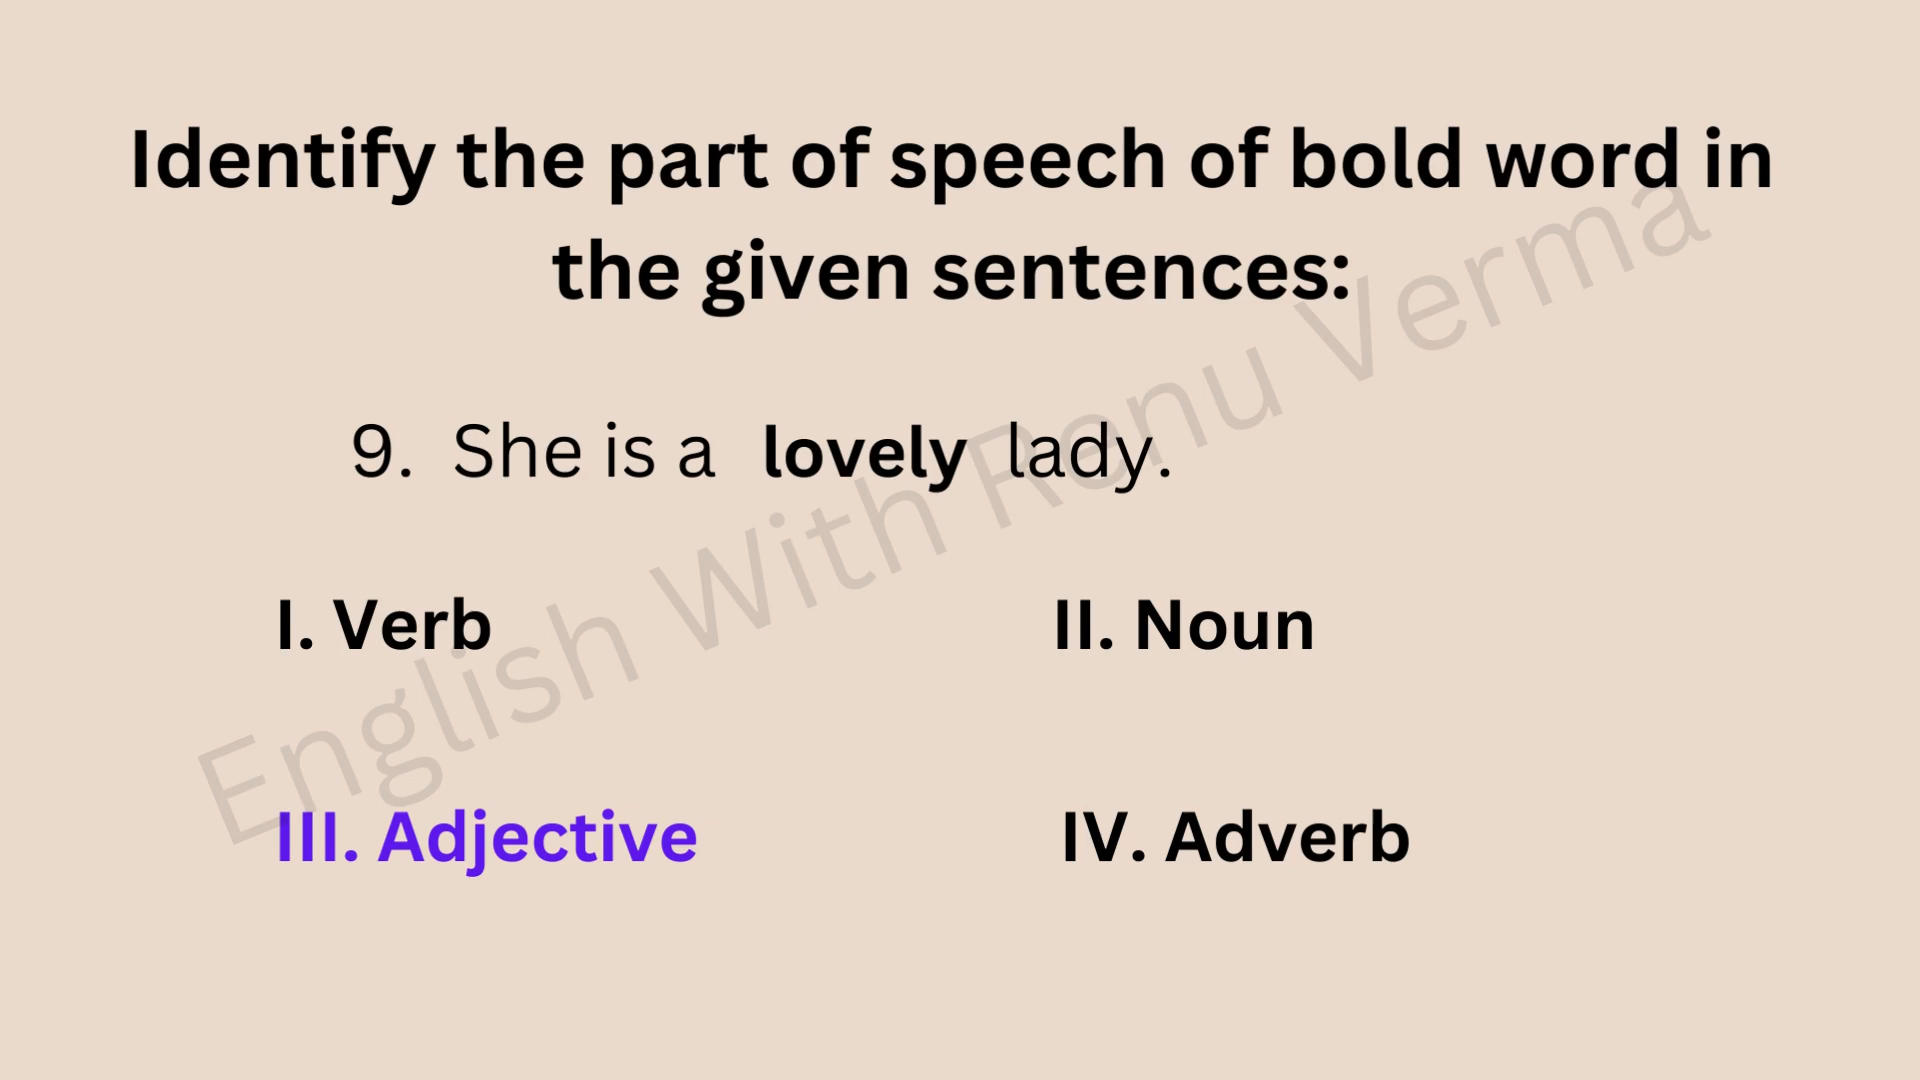 Identify the part of speech of bold word in
the given sentences:
9. She is a lovely lady.
I. Verb
II. Noun
III. Adjective
IV. Adverb
English With Renu Verma